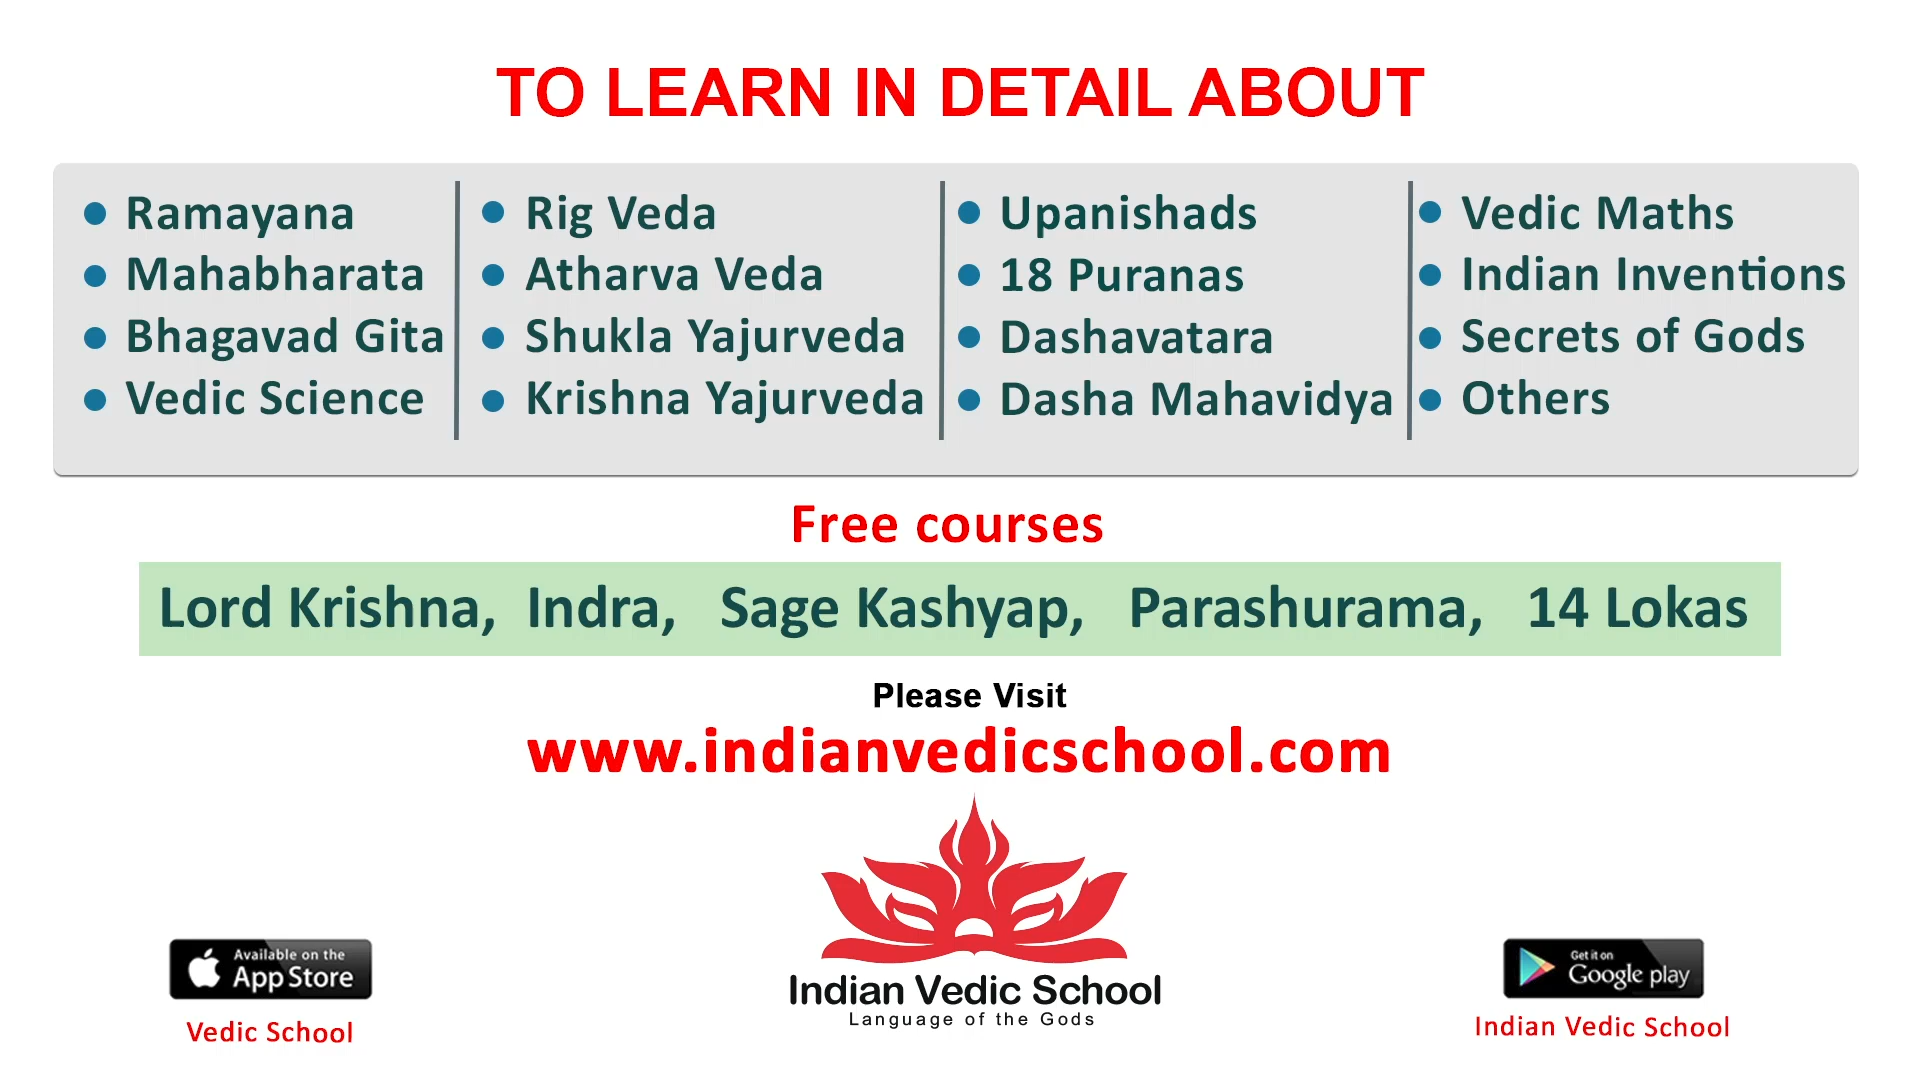 TO LEARN IN DETAIL ABOUT
Ramayana
Mahabharata
Bhagavad Gita
Vedic Science
Rig Veda
Atharva Veda
Shukla Yajurveda
Krishna Yajurveda
Upanishads
18 Puranas
Dashavatara
Dasha Mahavidya
Vedic Maths
Indian Inventions
Secrets of Gods
Others
Free courses
Lord Krishna, Indra, Sage Kashyap, Parashurama, 14 Lokas
Please Visit
www.indianvedicschool.com
Indian Vedic School
Language of the Gods
Available on the
App Store
Vedic School
Get it on
Google play
Indian Vedic School